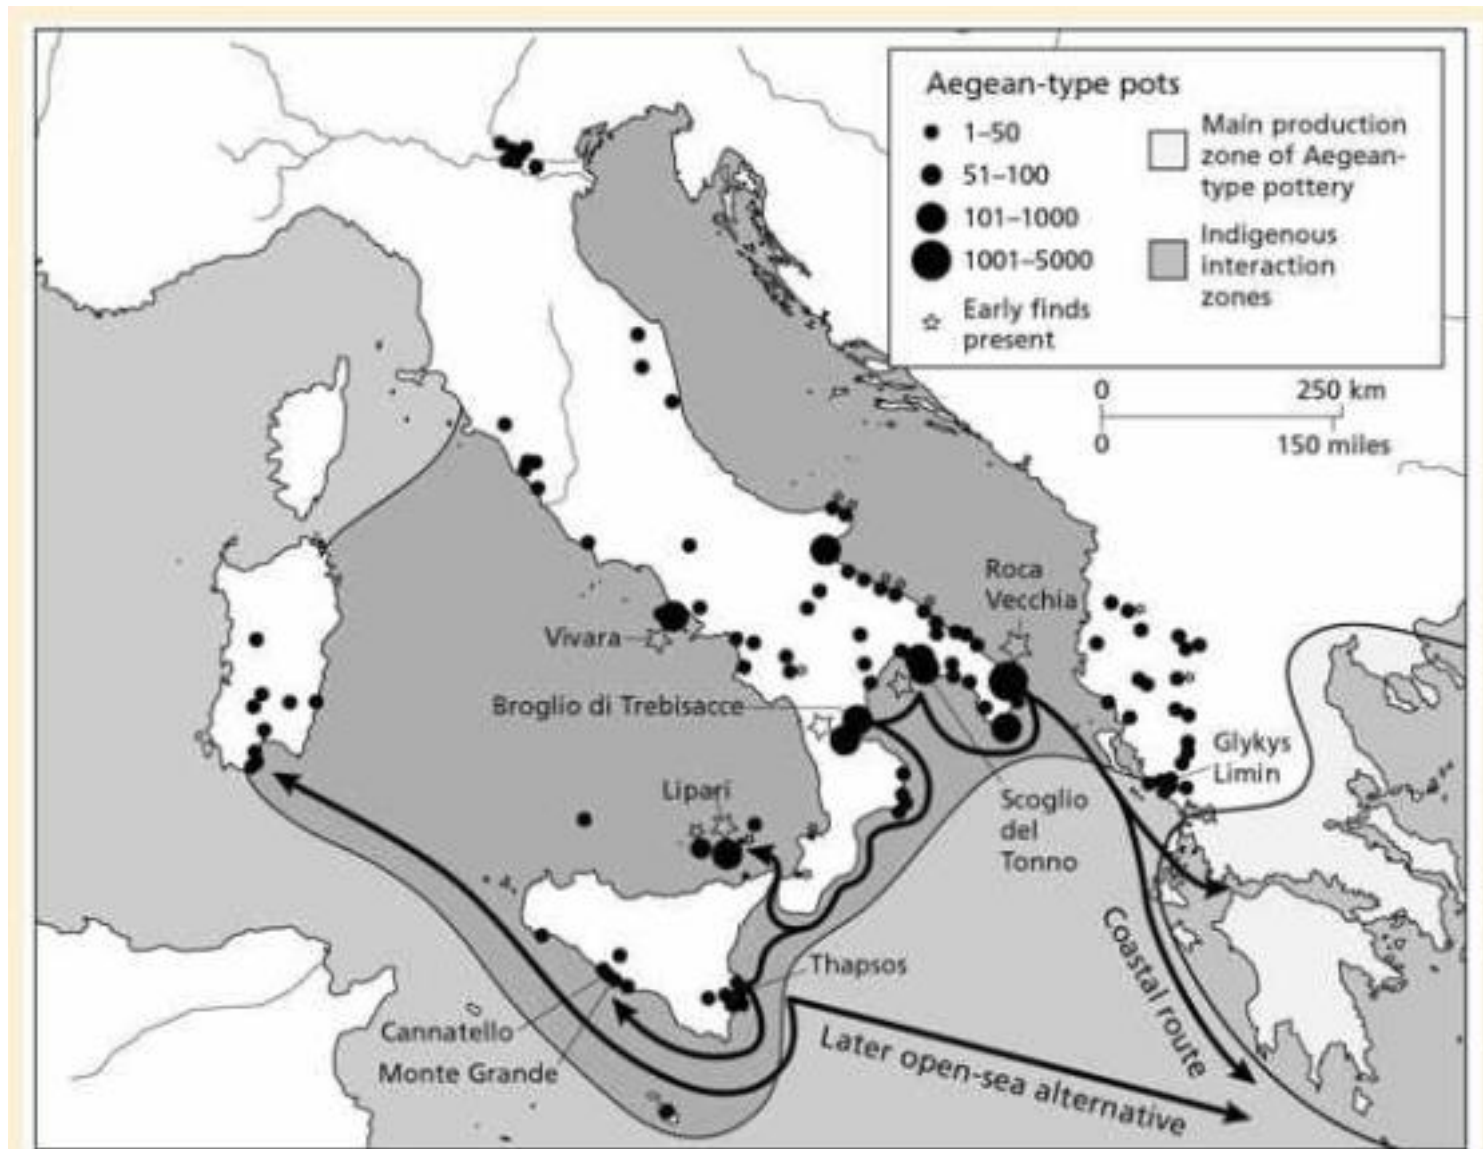 Aegean-type pots
1–50
51–100
101–1000
1001–5000
Early finds
present
Main production
zone of Aegean-
type pottery
Indigenous
interaction
zones
0
250 km
0
150 miles
Roca
Vecchia
Vivara
Broglio di Trebisacce
Glykys
Limin
Lipari
Scoglio
del
Tonno
Coastal route
Thapsos
Cannatello
Monte Grande
Later open-sea alternative